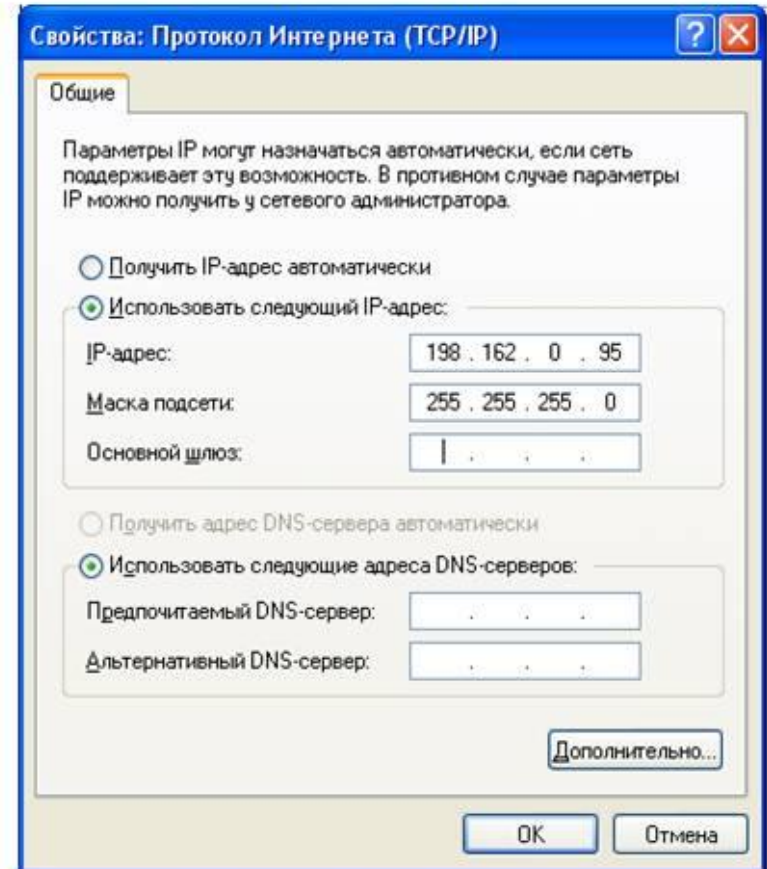 Свойства: Протокол Интернета (TCP/IP)
Общие
Параметры IP могут назначаться автоматически, если сеть
поддерживает эту возможность. В противном случае параметры
IP можно получить у сетевого администратора.
Получить IP-адрес автоматически
Использовать следующий IP-адрес:
IP-адрес: 198 . 162 . 0 . 95
Маска подсети: 255 . 255 . 255 . 0
Основной шлюз: . . .
Получить адрес DNS-сервера автоматически
Использовать следующие адреса DNS-серверов:
Предпочитаемый DNS-сервер: . . .
Альтернативный DNS-сервер: . . .
Дополнительно...
OK Отмена